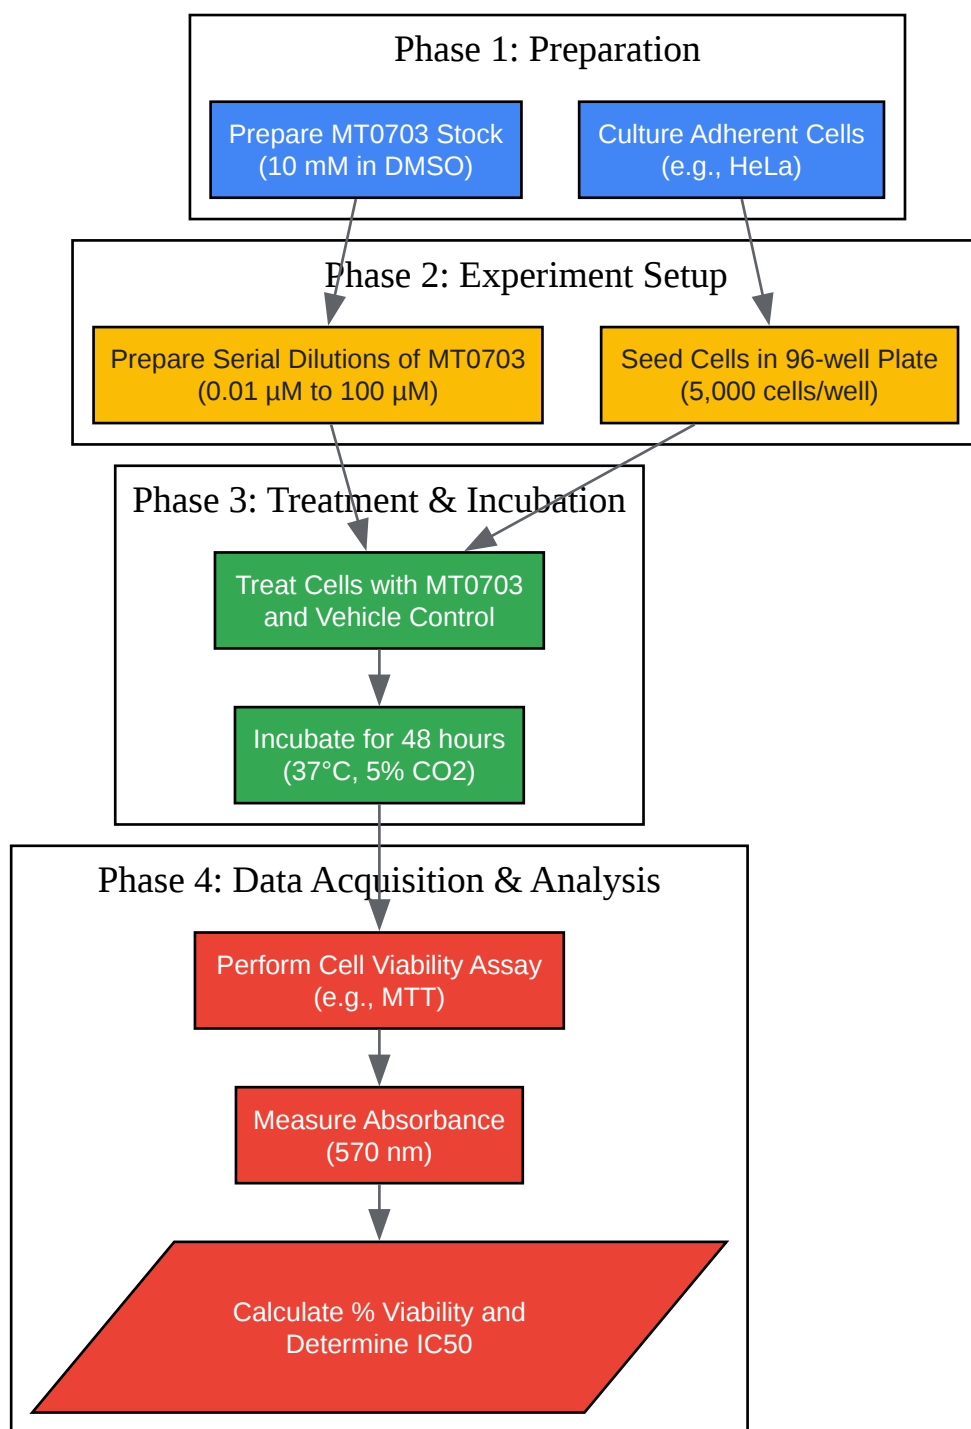 Phase 1: Preparation
Prepare MT0703 Stock
(10 mM in DMSO)
Culture Adherent Cells
(e.g., HeLa)
Phase 2: Experiment Setup
Prepare Serial Dilutions of MT0703
(0.01 µM to 100 µM)
Seed Cells in 96-well Plate
(5,000 cells/well)
Phase 3: Treatment & Incubation
Treat Cells with MT0703
and Vehicle Control
Incubate for 48 hours
(37°C, 5% CO2)
Phase 4: Data Acquisition & Analysis
Perform Cell Viability Assay
(e.g., MTT)
Measure Absorbance
(570 nm)
Calculate % Viability and
Determine IC50